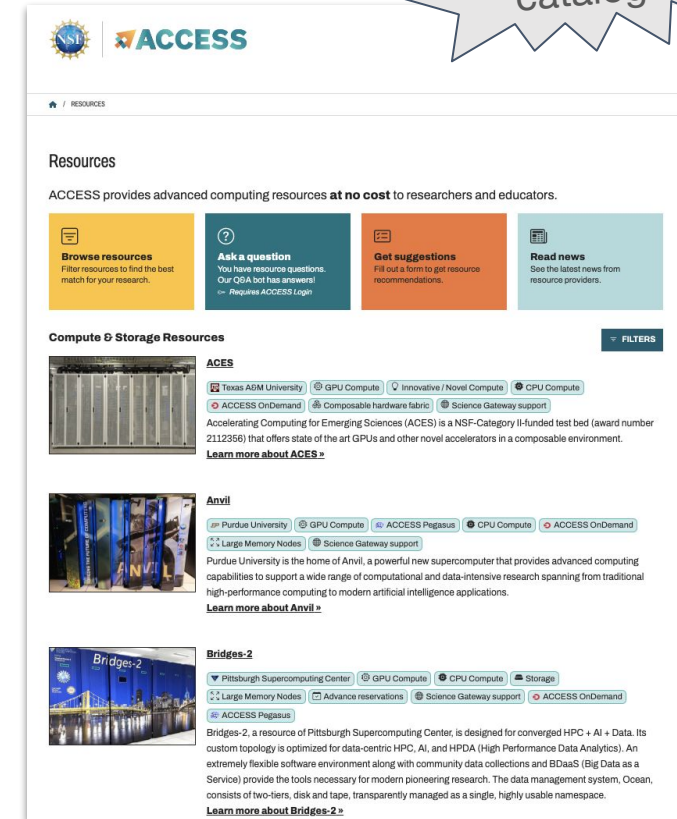 catalog
NSF ACCESS
/ RESOURCES
Resources
ACCESS provides advanced computing resources at no cost to researchers and educators.
Browse resources
Filter resources to find the best
match for your research.
Ask a question
You have resource questions.
Our Q&A bot has answers!
Requires ACCESS Login
Get suggestions
Fill out a form to get resource
recommendations.
Read news
See the latest news from
resource providers.
Compute & Storage Resources
FILTERS
ACES
Texas A&M University GPU Compute Innovative / Novel Compute CPU Compute
ACCESS OnDemand Composable hardware fabric Science Gateway support
Accelerating Computing for Emerging Sciences (ACES) is a NSF-Category II-funded test bed (award number
2112356) that offers state of the art GPUs and other novel accelerators in a composable environment.
Learn more about ACES »
ANVIL
Anvil
Purdue University GPU Compute ACCESS Pegasus CPU Compute ACCESS OnDemand
Large Memory Nodes Science Gateway support
Purdue University is the home of Anvil, a powerful new supercomputer that provides advanced computing
capabilities to support a wide range of computational and data-intensive research spanning from traditional
high-performance computing to modern artificial intelligence applications.
Learn more about Anvil »
Bridges-2
Bridges-2
Pittsburgh Supercomputing Center GPU Compute CPU Compute Storage
Large Memory Nodes Advance reservations Science Gateway support ACCESS OnDemand
ACCESS Pegasus
Bridges-2, a resource of Pittsburgh Supercomputing Center, is designed for converged HPC + AI + Data. Its
custom topology is optimized for data-centric HPC, AI, and HPDA (High Performance Data Analytics). An
extremely flexible software environment along with community data collections and BDaaS (Big Data as a
Service) provide the tools necessary for modern pioneering research. The data management system, Ocean,
consists of two-tiers, disk and tape, transparently managed as a single, highly usable namespace.
Learn more about Bridges-2 »